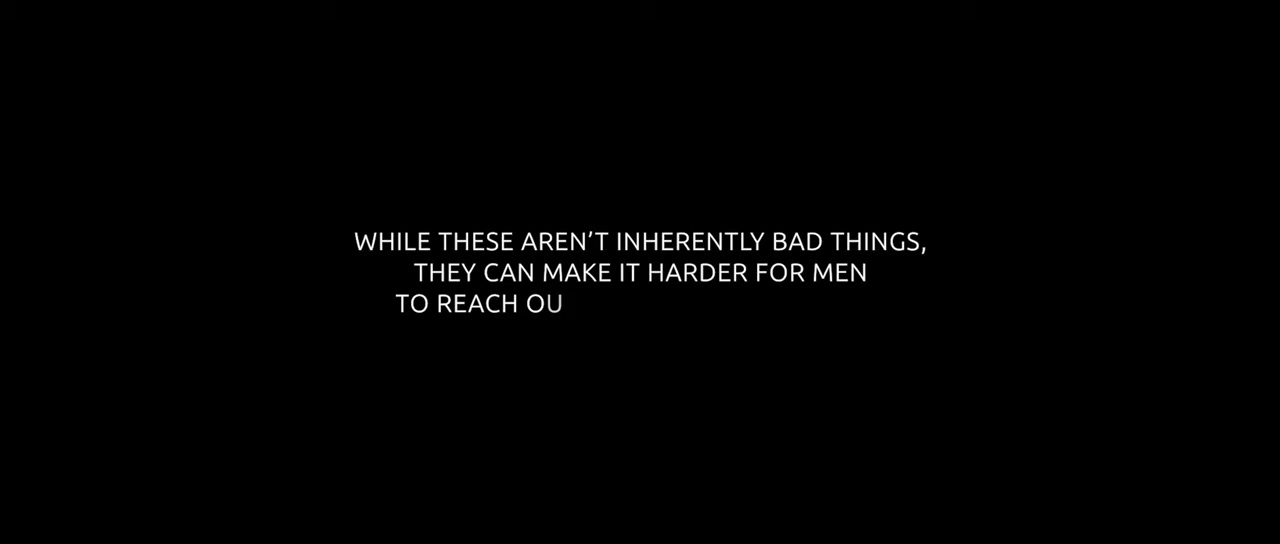 WHILE THESE AREN’T INHERENTLY BAD THINGS,
THEY CAN MAKE IT HARDER FOR MEN
TO REACH OU